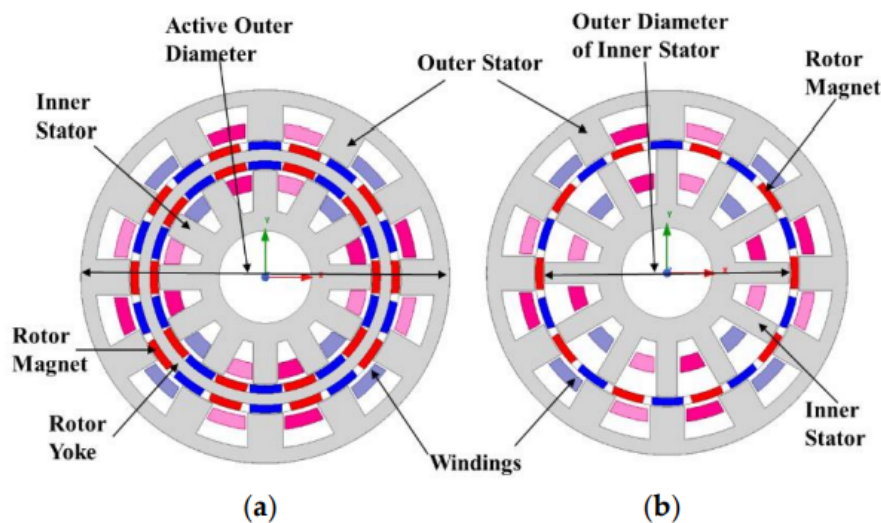 Active Outer
Diameter
Outer Diameter
of Inner Stator
Outer Stator
Rotor
Magnet
Inner
Stator
Y
X
Y
X
Rotor
Magnet
Rotor
Yoke
Windings
Inner
Stator
(a)
(b)